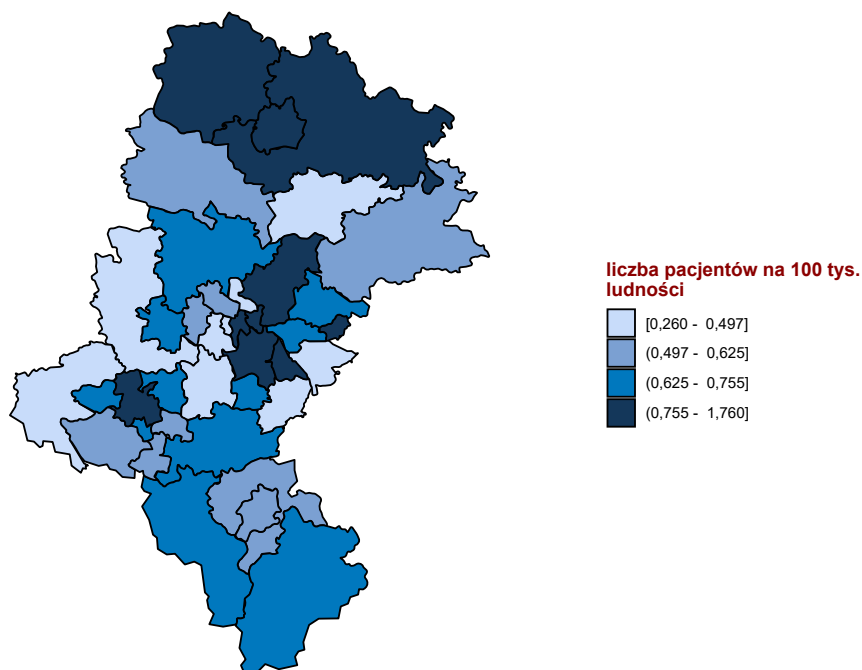 liczba pacjentów na 100 tys.
ludności
[0,260 - 0,497]
(0,497 - 0,625]
(0,625 - 0,755]
(0,755 - 1,760]